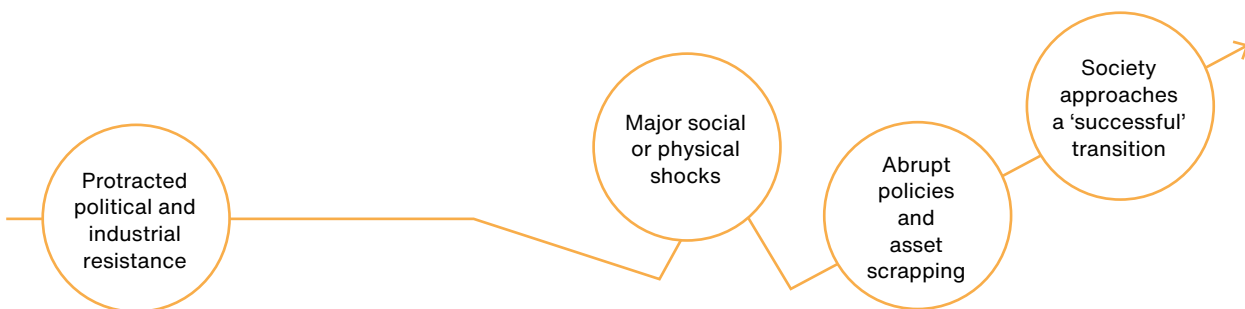 Protracted
political and
industrial
resistance
Major social
or physical
shocks
Abrupt
policies
and
asset
scrapping
Society
approaches
a ‘successful’
transition